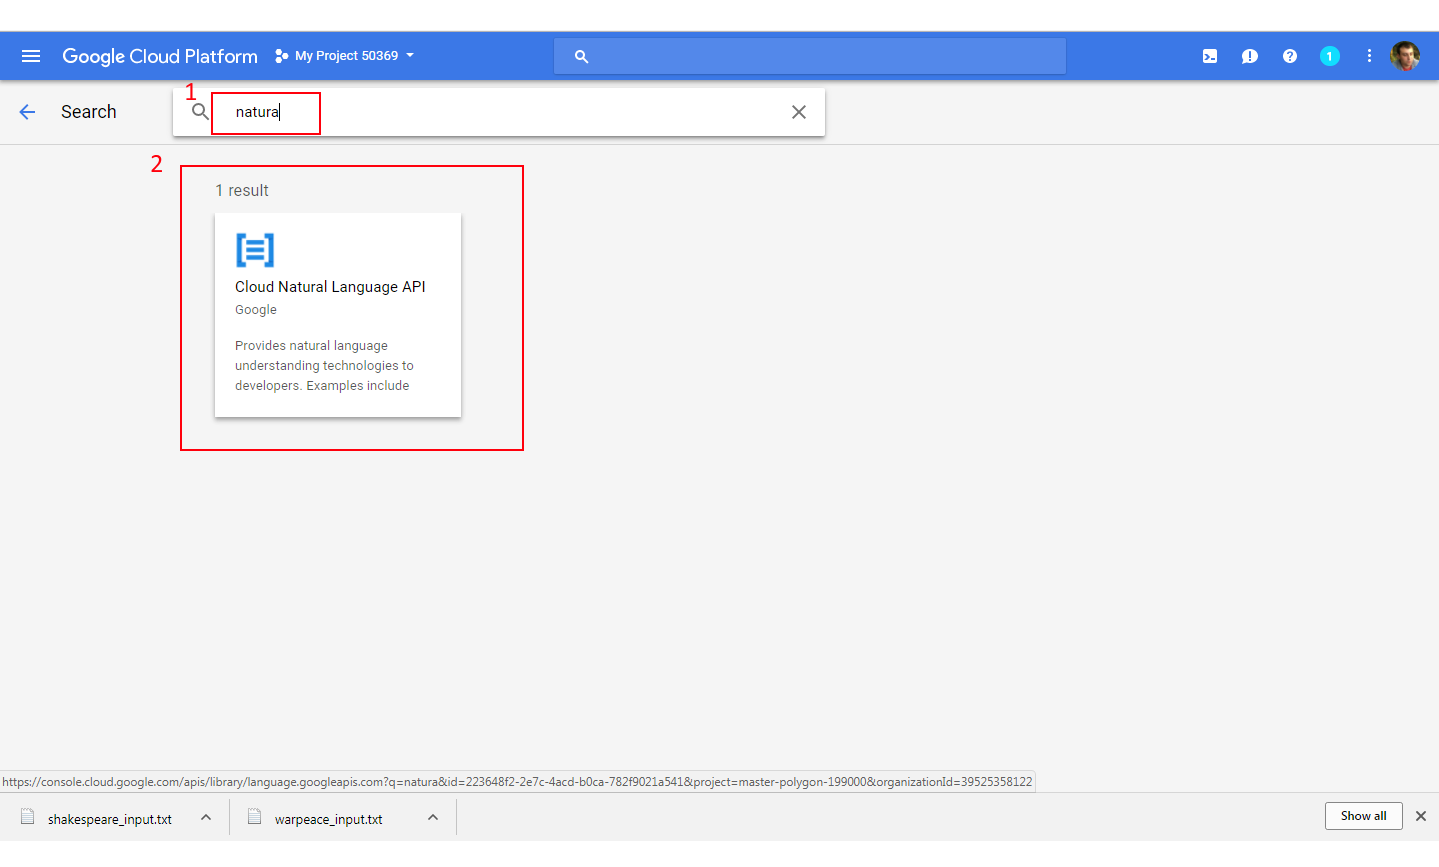 Google Cloud Platform My Project 50369 1
Search
1
natura
2
1 result
Cloud Natural Language API
Google
Provides natural language
understanding technologies to
developers. Examples include
https://console.cloud.google.com/apis/library/language.googleapis.com?q=natura&id=223648f2-2e7c-4acd-b0ca-782f9021a541&project=master-polygon-199000&organizationId=39525358122
shakespeare_input.txt warpeace_input.txt Show all